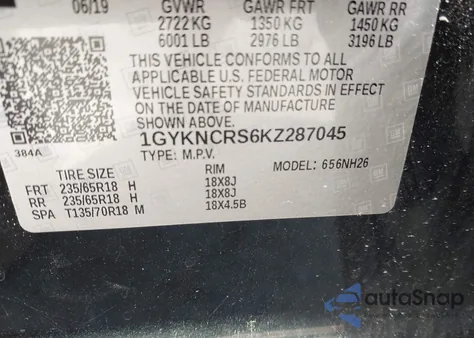 06/19 GVWR GAWR FRT GAWR RR
2722 KG 1350 KG 1450 KG
6001 LB 2976 LB 3196 LB
THIS VEHICLE CONFORMS TO ALL
APPLICABLE U.S. FEDERAL MOTOR
VEHICLE SAFETY STANDARDS IN EFFECT
ON THE DATE OF MANUFACTURE SHOWN ABOVE.
1GYKNCRS6KZ287045
384A TYPE: M.P.V. MODEL: 656NH26
TIRE SIZE RIM
FRT 235/65R18 H 18X8J
RR 235/65R18 H 18X8J
SPA T135/70R18 M 18X4.5B
autoSnap